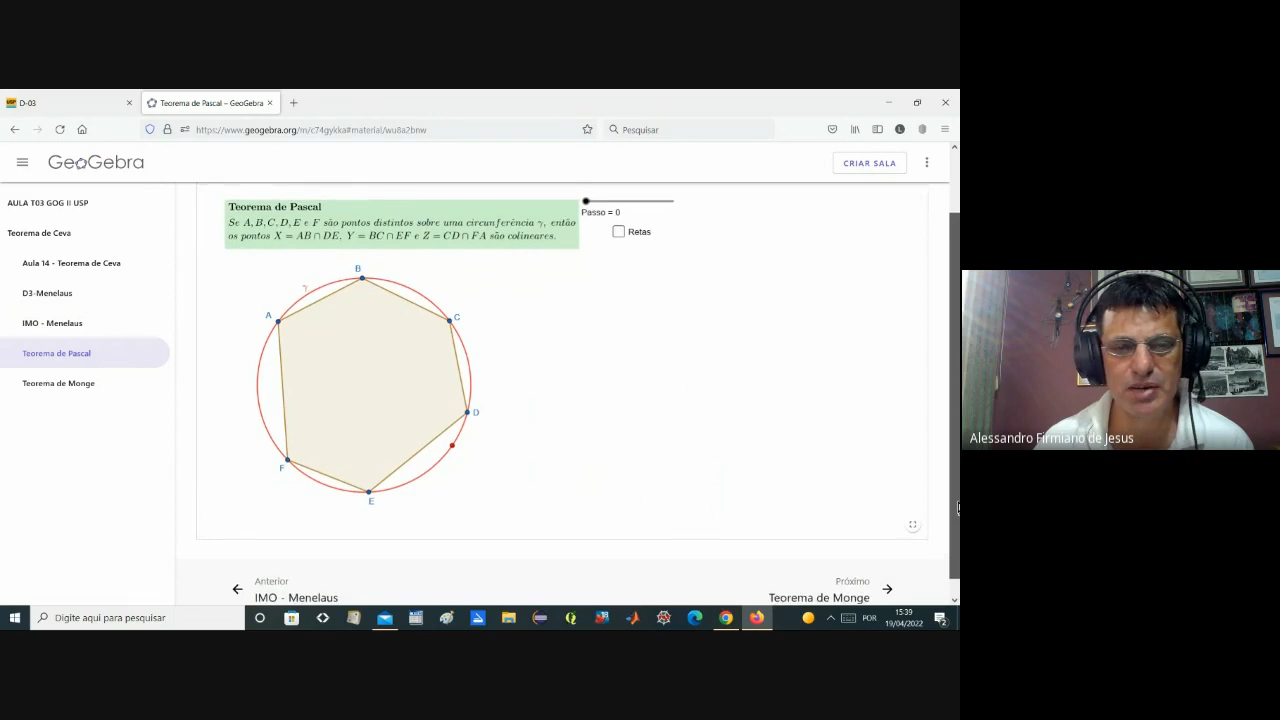 USP D-03
Teorema de Pascal – GeoGebra
https://www.geogebra.org/m/c74gykka#material/wu8a2bnw
Pesquisar
GeoGebra
CRIAR SALA
AULA T03 GOG II USP
Teorema de Ceva
Aula 14 - Teorema de Ceva
D3-Menelaus
IMO - Menelaus
Teorema de Pascal
Teorema de Monge
Teorema de Pascal
Se A, B, C, D, E e F são pontos distintos sobre uma circunferência γ, então
os pontos X = AB ∩ DE, Y = BC ∩ EF e Z = CD ∩ FA são colineares.
Passo = 0
Retas
B
γ
A
C
D
F
E
Anterior
IMO - Menelaus
Próximo
Teorema de Monge
Alessandro Firmiano de Jesus
Digite aqui para pesquisar
POR
15:39
19/04/2022
2